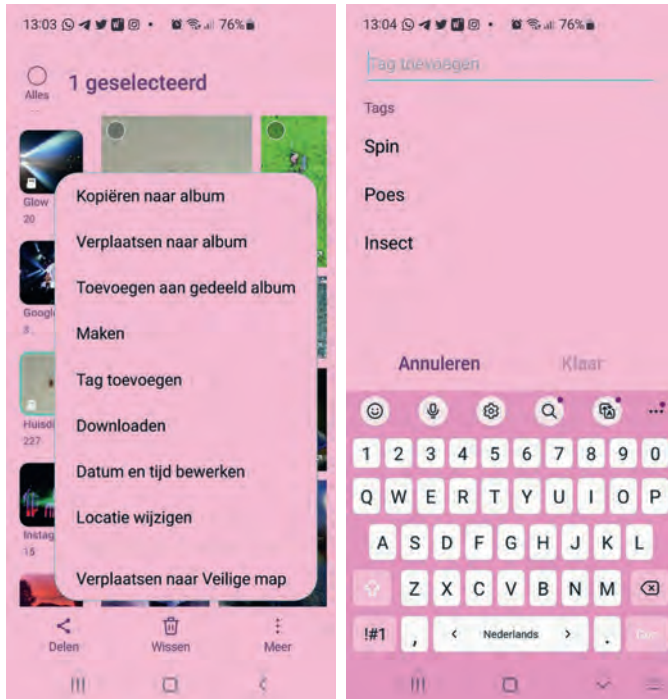 13:03 76%
1 geselecteerd
Alles
Glow
20
Googl
3
Huisdi
227
Instag
15
Kopiëren naar album
Verplaatsen naar album
Toevoegen aan gedeeld album
Maken
Tag toevoegen
Downloaden
Datum en tijd bewerken
Locatie wijzigen
Verplaatsen naar Veilige map
Delen Wissen Meer
13:04 76%
Tag toevoegen
Tags
Spin
Poes
Insect
Annuleren Klaar
1 2 3 4 5 6 7 8 9 0
Q W E R T Y U I O P
A S D F G H J K L
Z X C V B N M
!#1 , < Nederlands > .